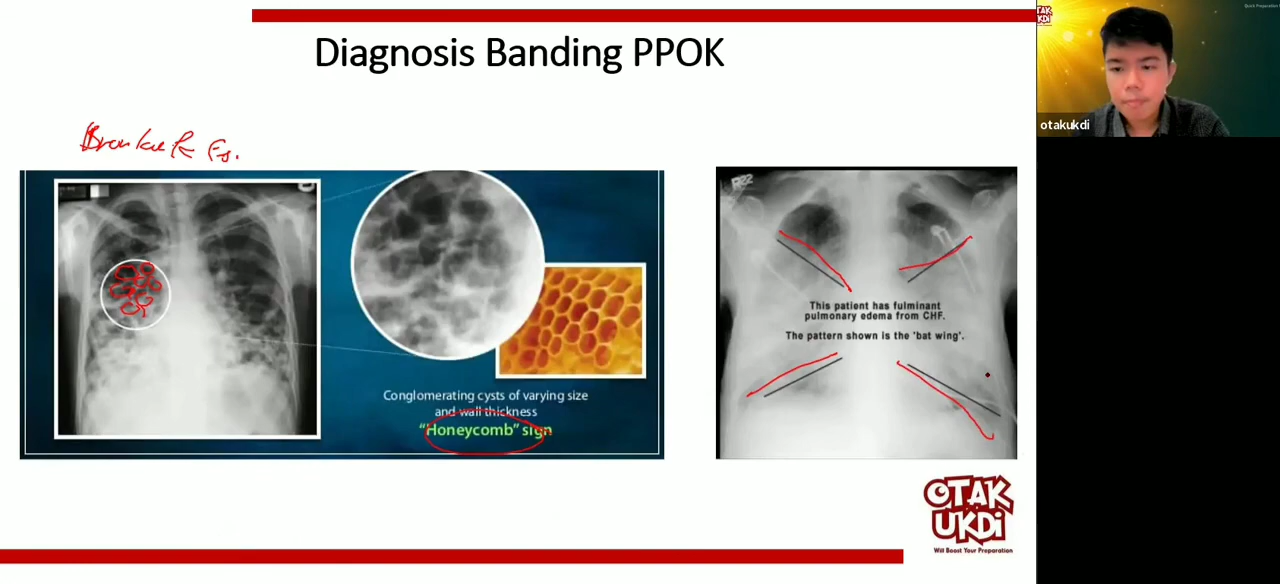 Diagnosis Banding PPOK
otakukdi
Conglomerating cysts of varying size
and wall thickness
"Honeycomb" sign
This patient has fulminant
pulmonary edema from CHF.
The pattern shown is the 'bat wing'.
OTAK
UKDi
Will Boost Your Preparation